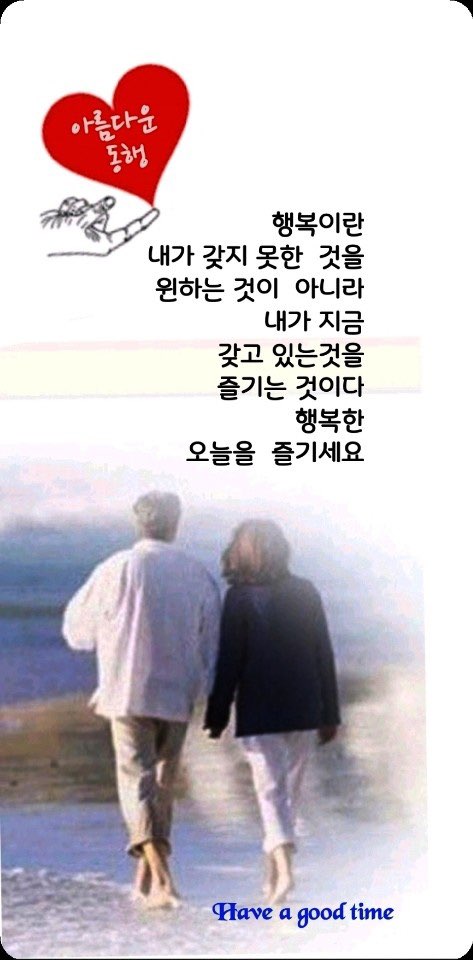 아름다운
동행
행복이란
내가 갖지 못한 것을
원하는 것이 아니라
내가 지금
갖고 있는것을
즐기는 것이다
행복한
오늘을 즐기세요
Have a good time